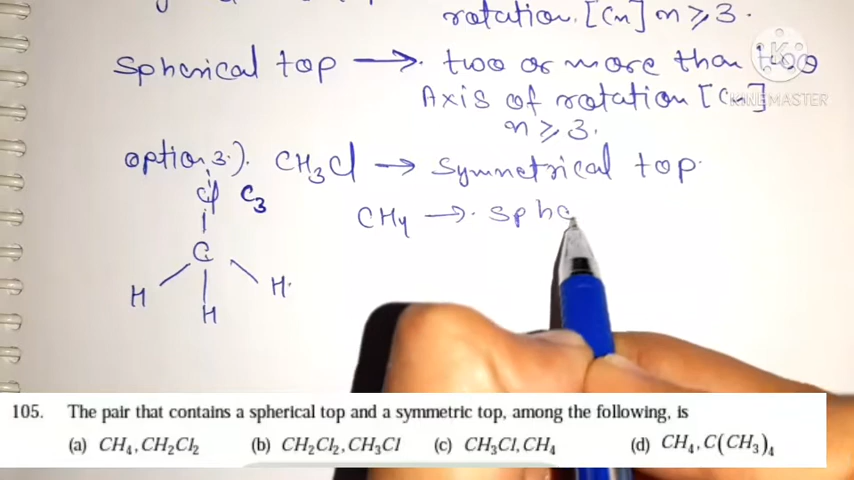 rotation. [Cn] n ⩾ 3.
Spherical top → two or more than two
Axis of rotation [Cn]
n ⩾ 3.
option 3.). CH3Cl → Symmetrical top.
Cl C3
CH4 → sphe
C
H H H.
KINEMASTER
105. The pair that contains a spherical top and a symmetric top, among the following, is
(a) CH₄, CH₂Cl₂ (b) CH₂Cl₂, CH₃Cl (c) CH₃Cl, CH₄ (d) CH₄, C(CH₃)₄